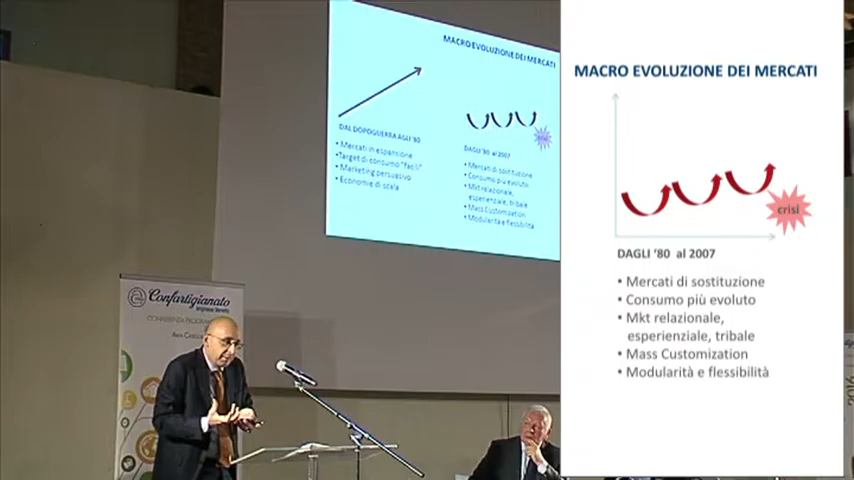 MACRO EVOLUZIONE DEI MERCATI
DAL DOPOGUERRA AGLI '80
• Mercati in espansione
• Target di consumo "facili"
• Marketing persuasivo
• Economie di scala
DAGLI '80 al 2007
• Mercati di sostituzione
• Consumo più evoluto
• Mkt relazionale,
esperienziale, tribale
• Mass Customization
• Modularità e flessibilità
MACRO EVOLUZIONE DEI MERCATI
crisi
DAGLI '80 al 2007
• Mercati di sostituzione
• Consumo più evoluto
• Mkt relazionale,
esperienziale, tribale
• Mass Customization
• Modularità e flessibilità
Confartigianato
Imprese Veneto